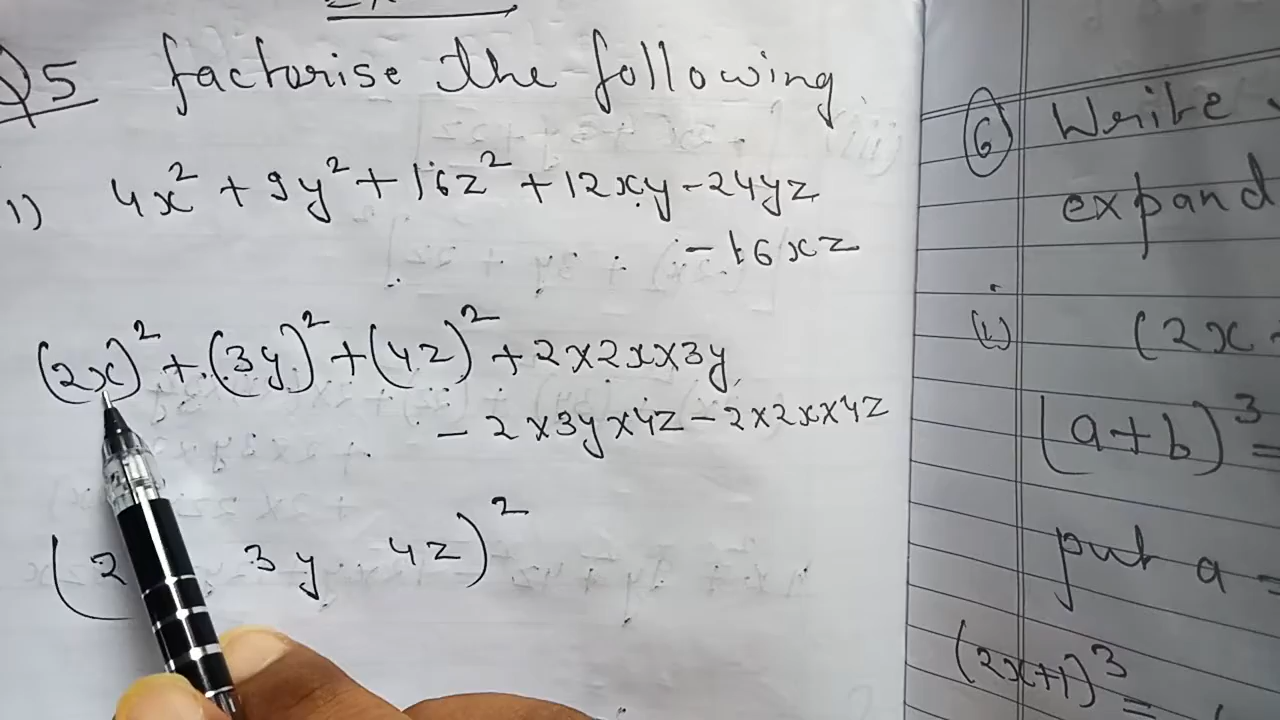 Q5 factorise the following
1) 4x² + 9y² + 16z² + 12xy - 24yz
- 16xz
(2x)² + (3y)² + (4z)² + 2×2x×3y
- 2×3y×4z - 2×2x×4z
(2 3y 4z)²
6 Write
expand
(i) (2x
(a+b)³ =
put a =
(2x+1)³ =